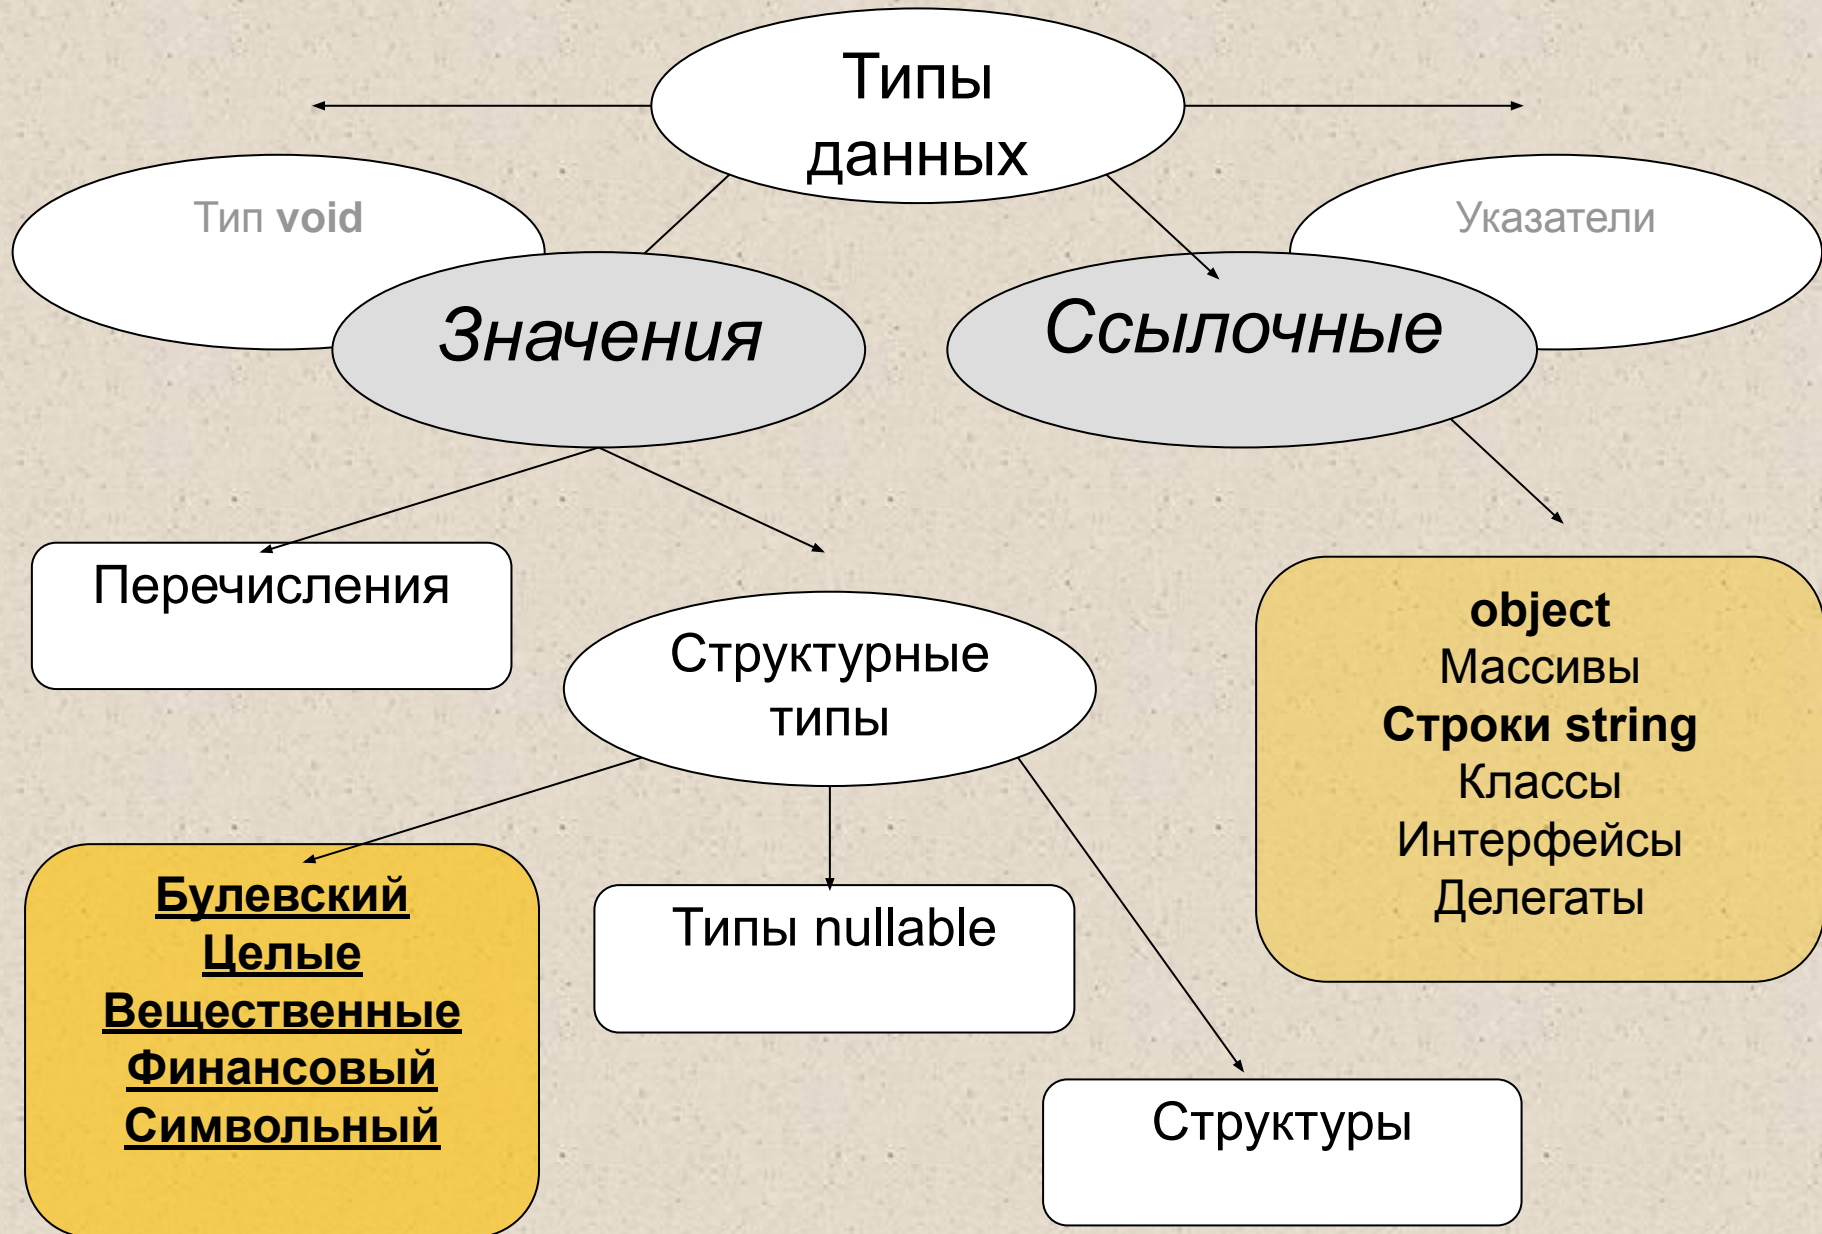 Типы
данных
Тип void
Указатели
Значения
Ссылочные
Перечисления
Структурные
типы
object
Массивы
Строки string
Классы
Интерфейсы
Делегаты
Булевский
Целые
Вещественные
Финансовый
Символьный
Типы nullable
Структуры